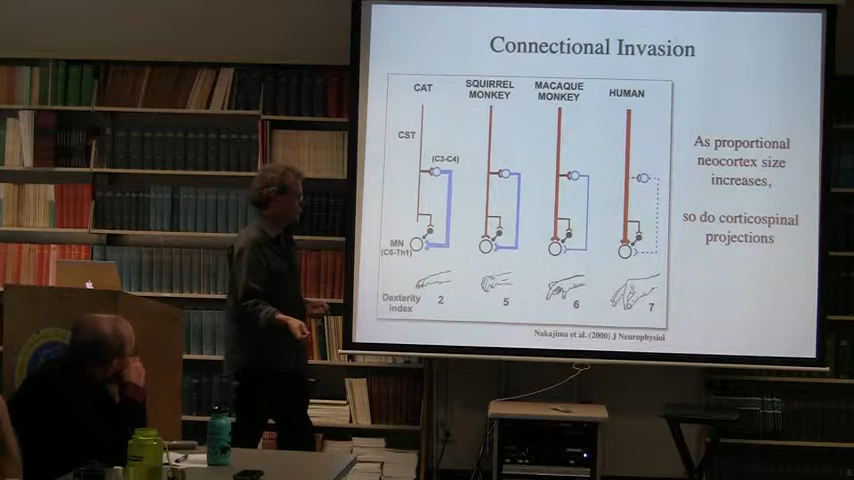 Connectional Invasion
CAT
SQUIRREL
MONKEY
MACAQUE
MONKEY
HUMAN
CST
(C3-C4)
MN
(C6-Th1)
Dexterity
index
2
5
6
7
Nakajima et al. (2000) J Neurophysiol
As proportional
neocortex size
increases,
so do corticospinal
projections